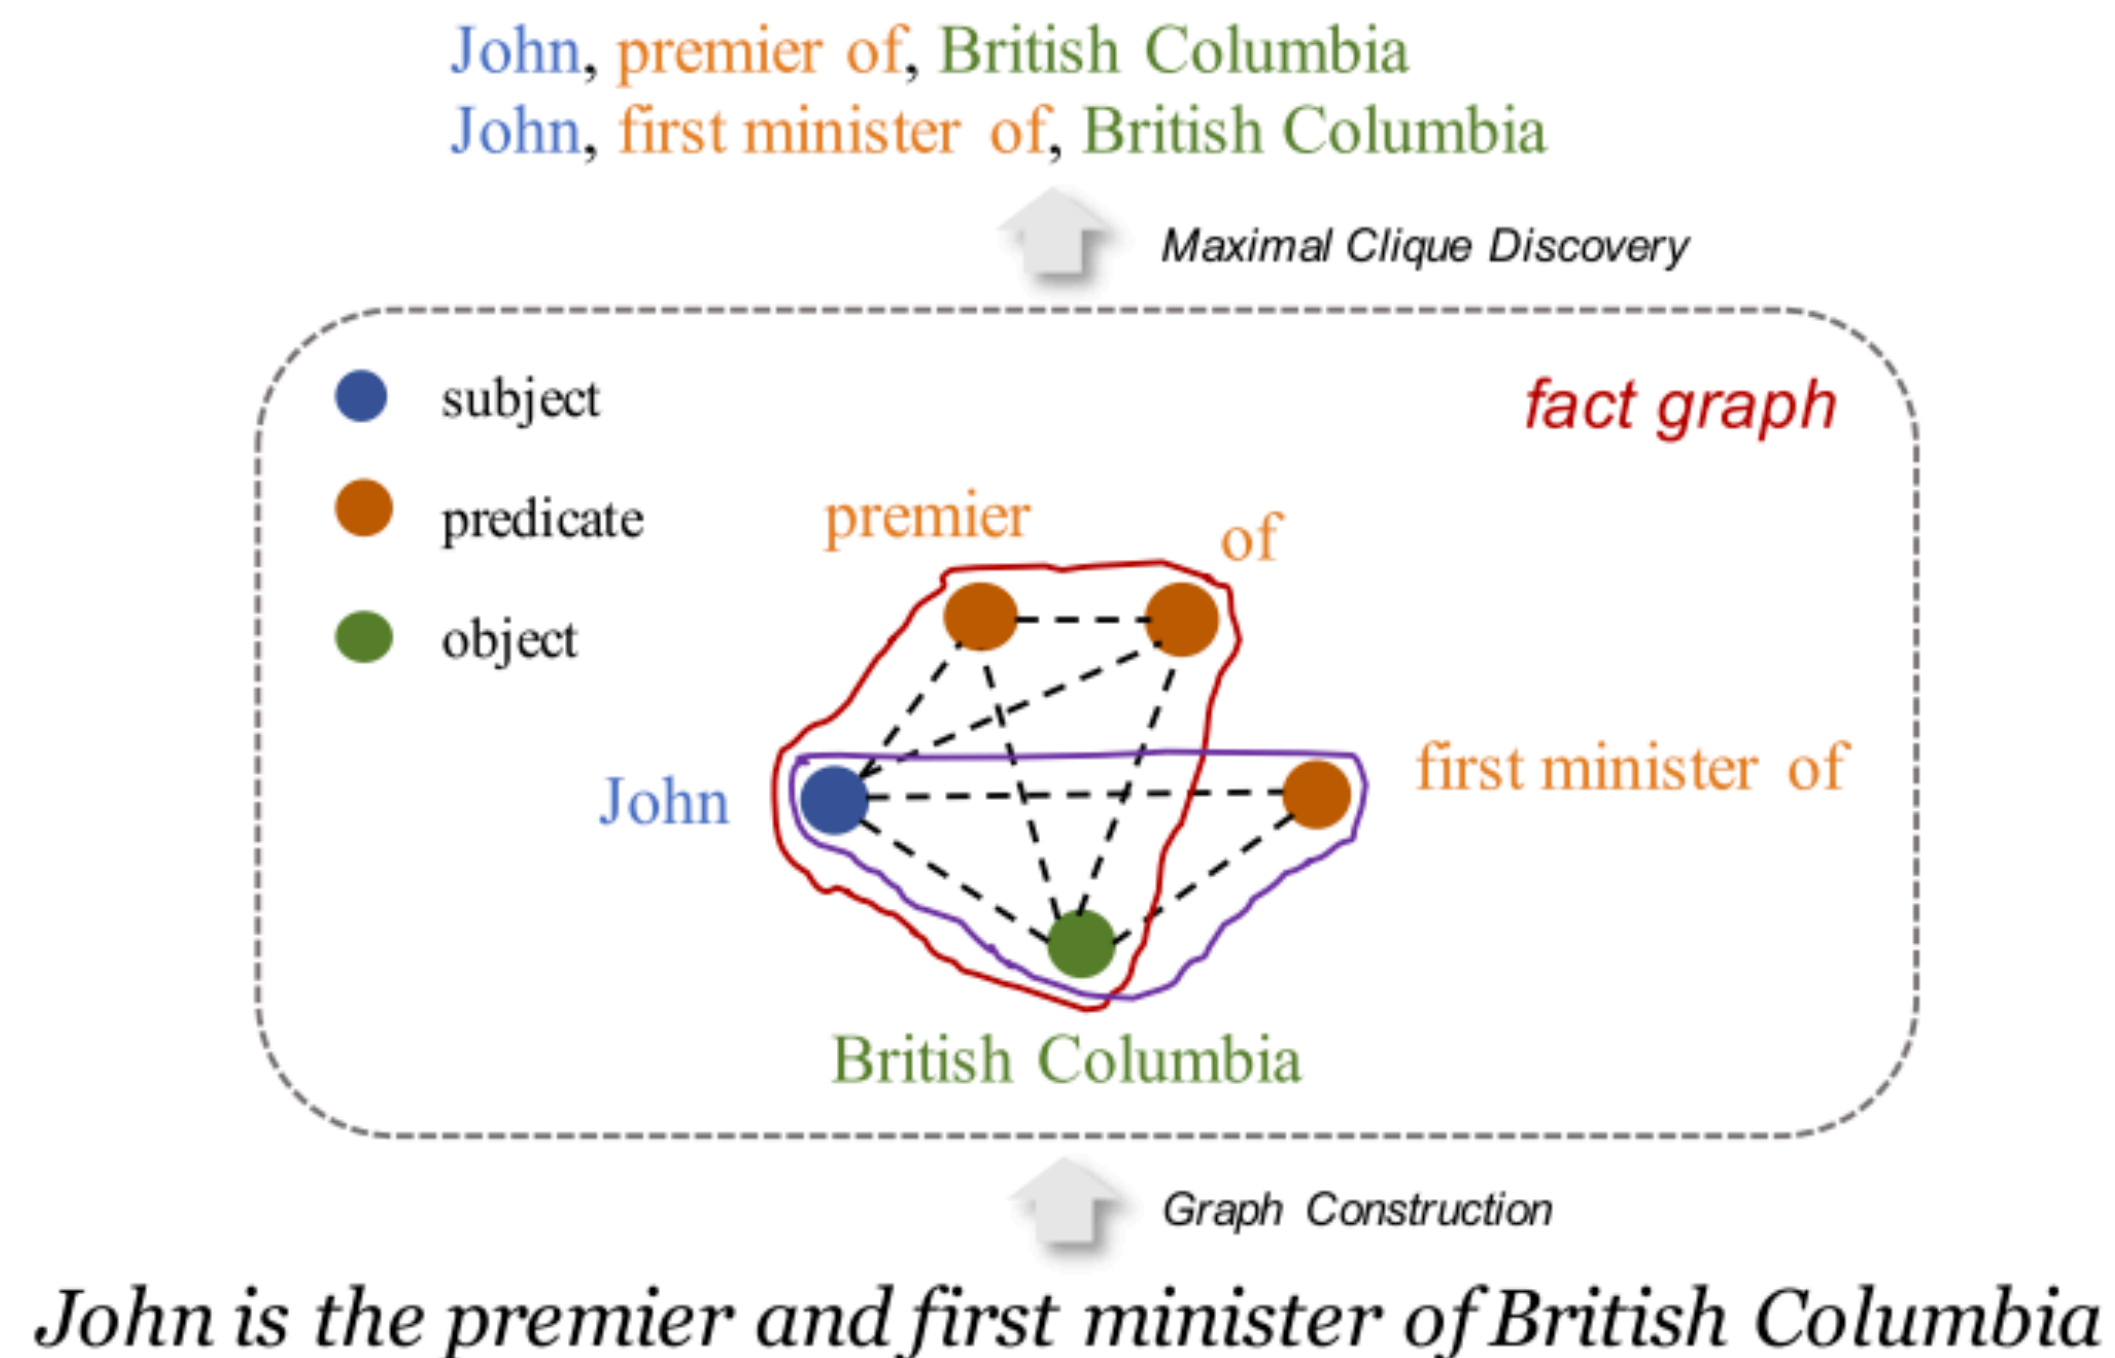 John, premier of, British Columbia
John, first minister of, British Columbia
Maximal Clique Discovery
subject
fact graph
predicate
premier
of
object
John
first minister of
British Columbia
Graph Construction
John is the premier and first minister of British Columbia